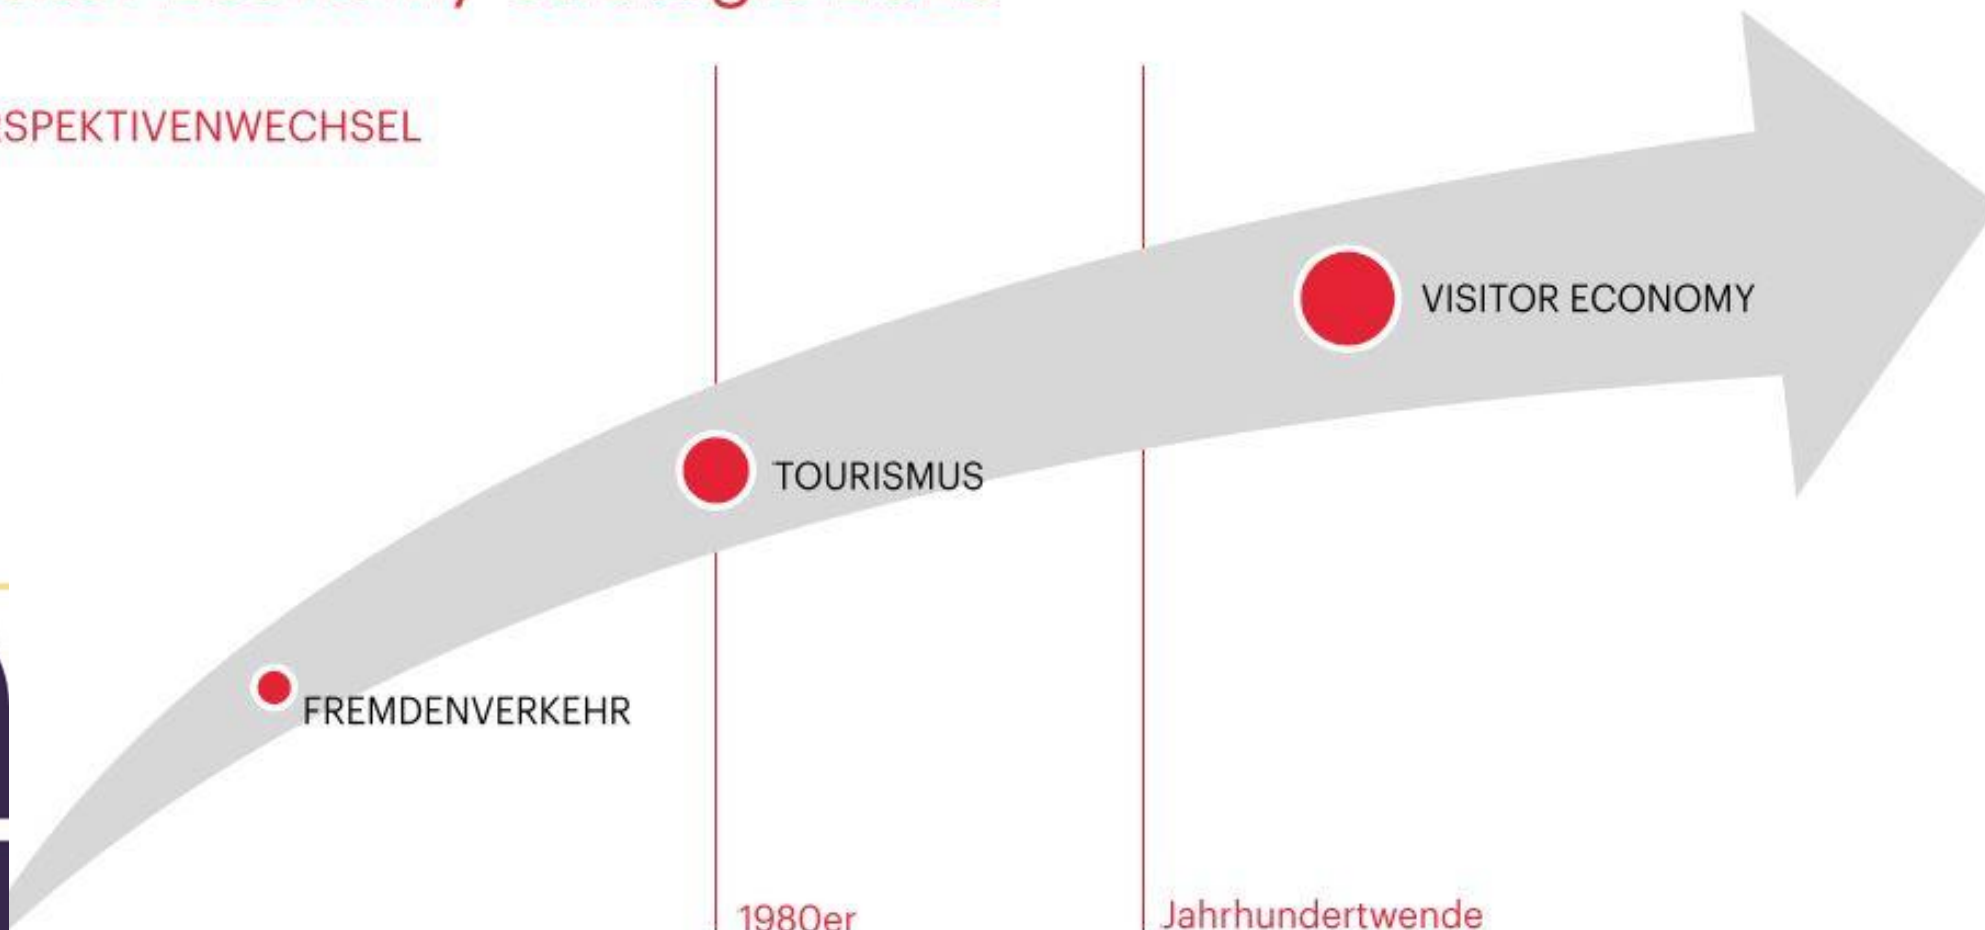 SPEKTIVENWECHSEL
VISITOR ECONOMY
TOURISMUS
FREMDENVERKEHR
1980er
Jahrhundertwende